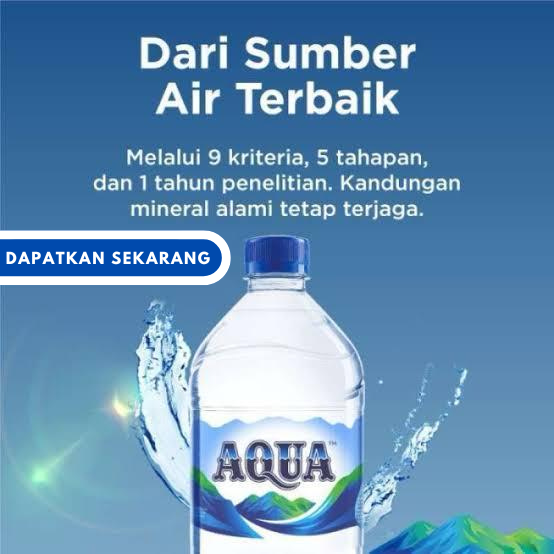 Dari Sumber
Air Terbaik
Melalui 9 kriteria, 5 tahapan,
dan 1 tahun penelitian. Kandungan
mineral alami tetap terjaga.
DAPATKAN SEKARANG
AQUA™